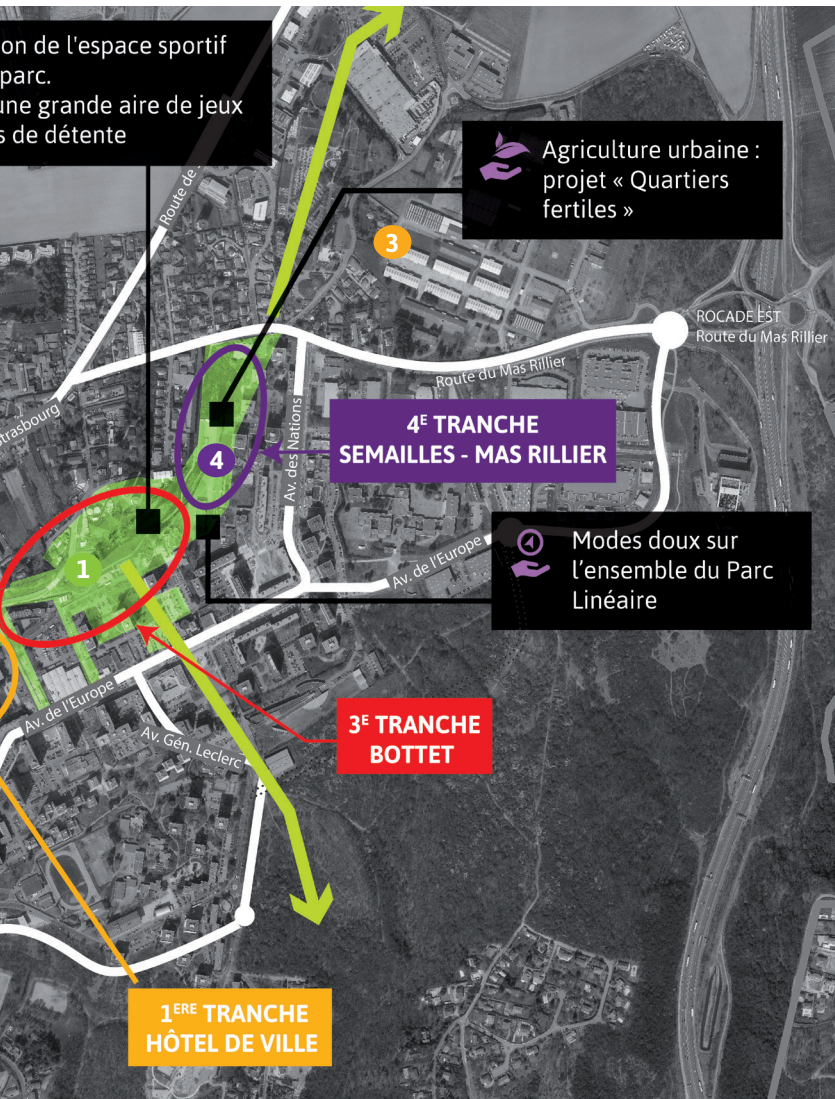 on de l'espace sportif
parc.
une grande aire de jeux
s de détente
Agriculture urbaine :
projet « Quartiers
fertiles »
Route de
3
ROCADE EST
Route du Mas Rillier
Route du Mas Rillier
Strasbourg
Av. des Nations
4E TRANCHE
SEMAILLES - MAS RILLIER
4
Modes doux sur
l'ensemble du Parc
Linéaire
Av. de l'Europe
1
3E TRANCHE
BOTTET
Av. de l'Europe
Av. Gén. Leclerc
1ERE TRANCHE
HÔTEL DE VILLE